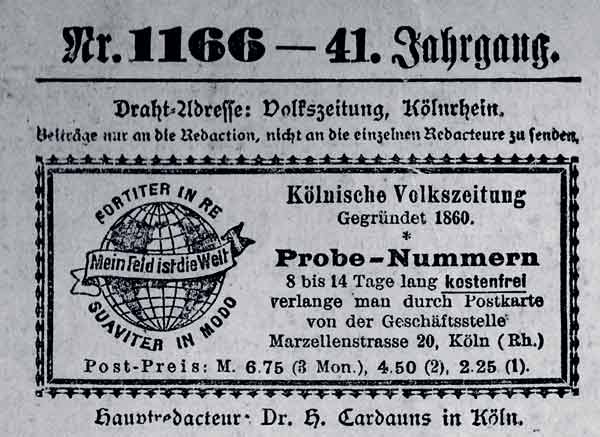 Nr. 1166 — 41. Jahrgang.
Draht-Adresse: Volkszeitung, Kölnrhein.
Beiträge nur an die Redaction, nicht an die einzelnen Redacteure zu senden.
FORTITER IN RE
Mein Feld ist die Welt
SUAVITER IN MODO
Kölnische Volkszeitung
Gegründet 1860.
*
Probe-Nummern
8 bis 14 Tage lang kostenfrei
verlange man durch Postkarte
von der Geschäftsstelle
Marzellenstrasse 20, Köln (Rh.)
Post-Preis: M. 6.75 (3 Mon.), 4.50 (2), 2.25 (1).
Hauptredacteur: Dr. H. Cardauns in Köln.